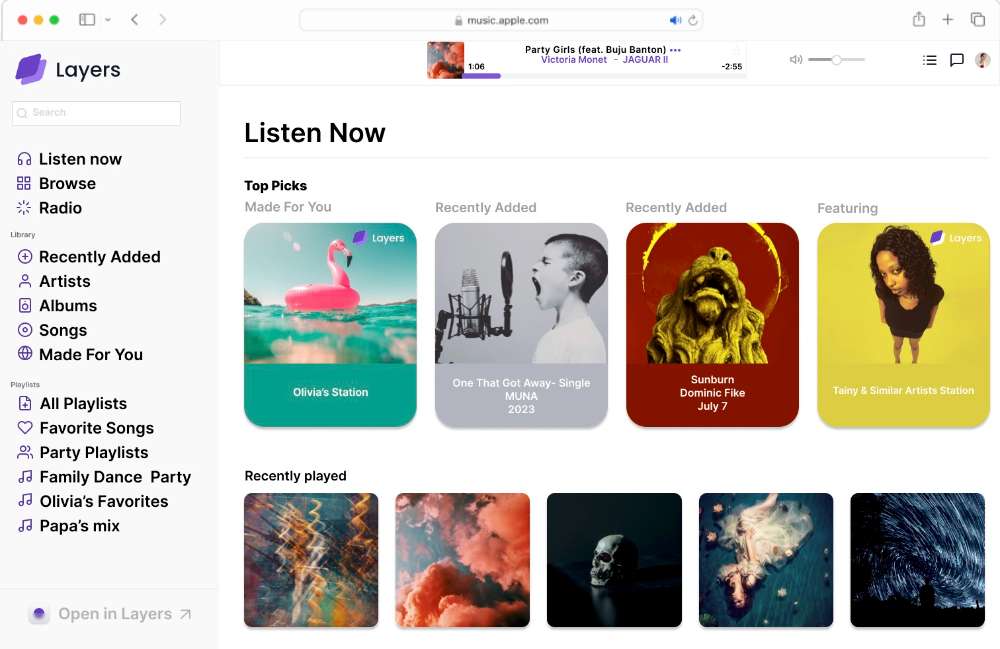 music.apple.com
Layers
Party Girls (feat. Buju Banton) •••
Victoria Monet - JAGUAR II
1:06
-2:55
Search
Listen now
Browse
Radio
Library
Recently Added
Artists
Albums
Songs
Made For You
Playlists
All Playlists
Favorite Songs
Party Playlists
Family Dance Party
Olivia's Favorites
Papa's mix
Open in Layers
Listen Now
Top Picks
Made For You
Recently Added
Recently Added
Featuring
Layers
Olivia's Station
One That Got Away- Single
MUNA
2023
Sunburn
Dominic Fike
July 7
Layers
Tainy & Similar Artists Station
Recently played